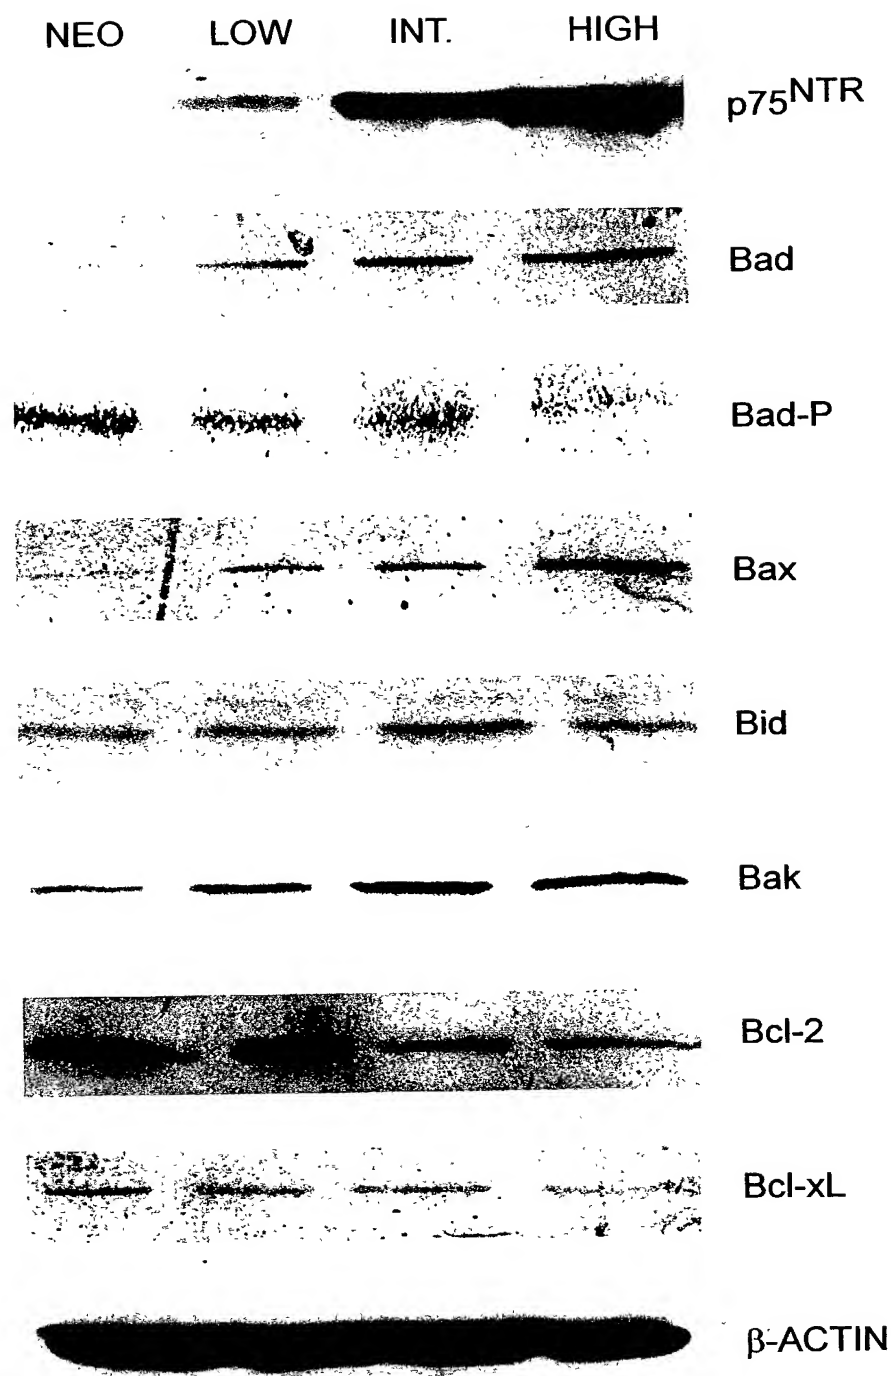 NEO LOW INT. HIGH
p75NTR
Bad
Bad-P
Bax
Bid
Bak
Bcl-2
Bcl-xL
β-ACTIN